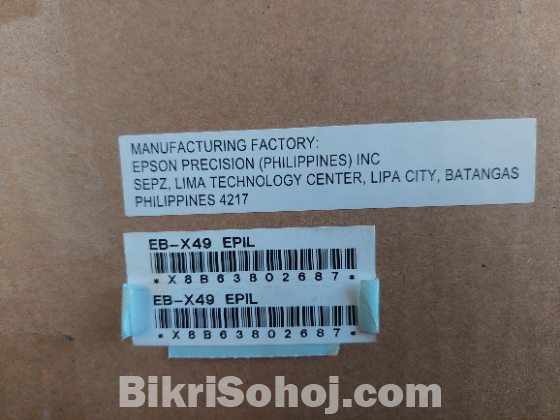 MANUFACTURING FACTORY:
EPSON PRECISION (PHILIPPINES) INC
SEPZ, LIMA TECHNOLOGY CENTER, LIPA CITY, BATANGAS
PHILIPPINES 4217
EB-X49 EPIL
* X8B63802687 *
EB-X49 EPIL
* X8B63802687 *
BikriSohoj.com